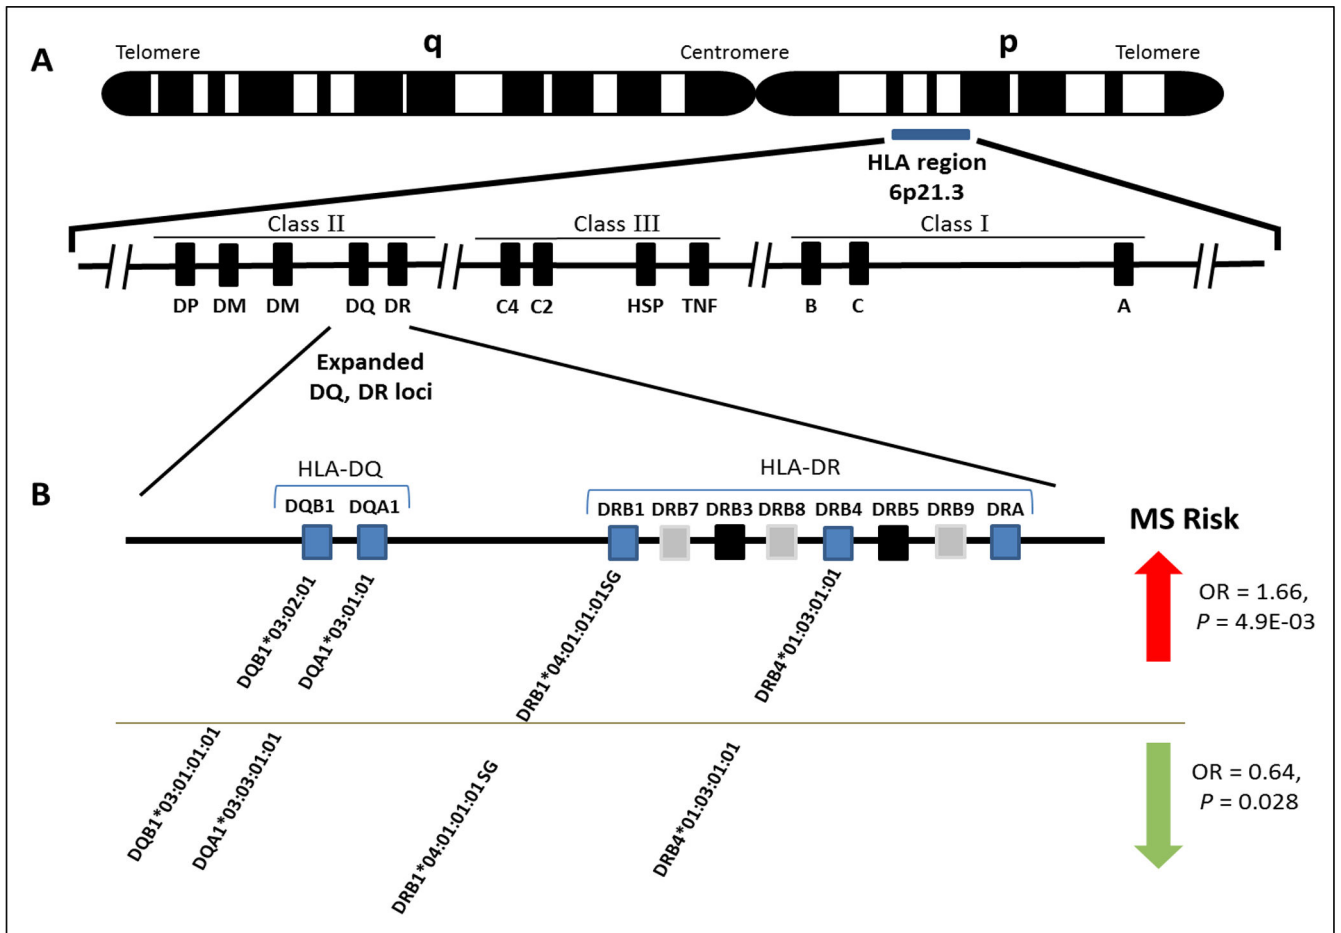 A
Telomere
q
Centromere
p
Telomere
HLA region
6p21.3
Class II
Class III
Class I
DP DM DM DQ DR C4 C2 HSP TNF B C A
Expanded
DQ, DR loci
B
HLA-DQ
HLA-DR
DQB1 DQA1
DRB1 DRB7 DRB3 DRB8 DRB4 DRB5 DRB9 DRA
MS Risk
DQB1*03:02:01
DQA1*03:01:01
DRB1*04:01:01:01SG
DRB4*01:03:01:01
OR = 1.66,
P = 4.9E-03
DQB1*03:01:01:01
DQA1*03:03:01:01
DRB1*04:01:01:01SG
DRB4*01:03:01:01
OR = 0.64,
P = 0.028